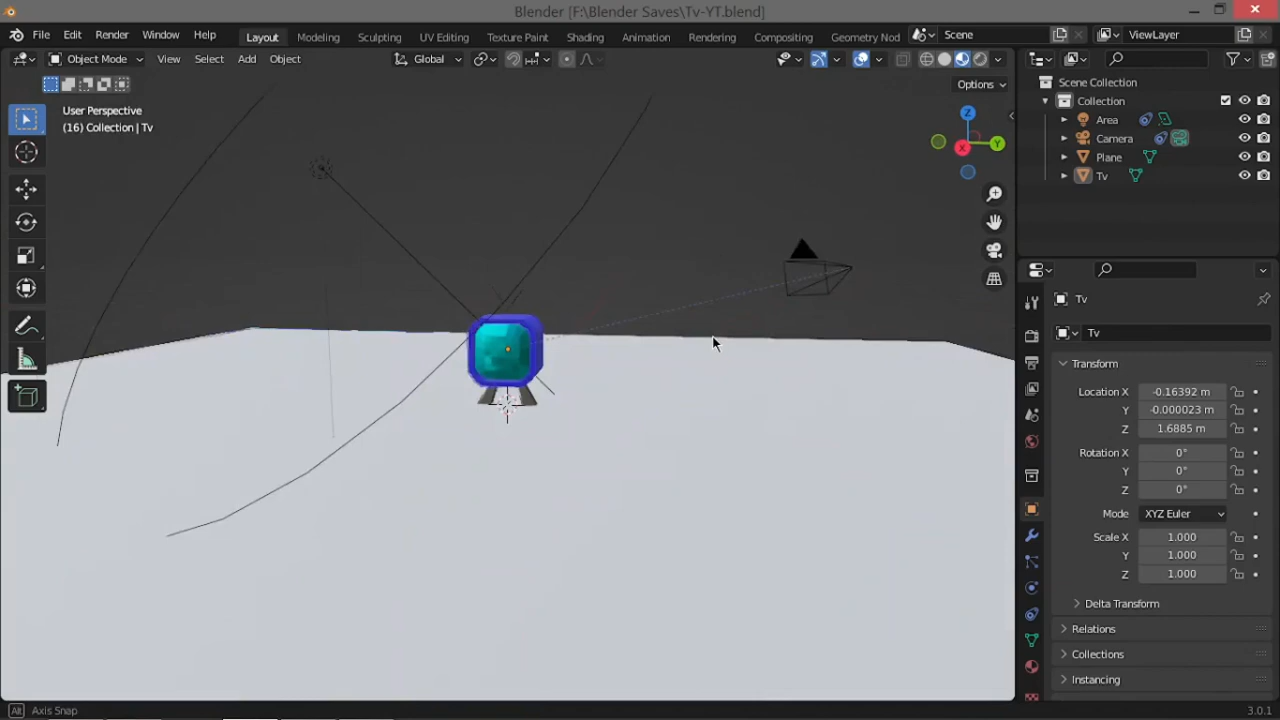 Blender [F:\Blender Saves\Tv-YT.blend]
File Edit Render Window Help Layout Modeling Sculpting UV Editing Texture Paint Shading Animation Rendering Compositing Geometry Nod Scene ViewLayer
Object Mode View Select Add Object Global
Options
User Perspective
(16) Collection | Tv
Z
Y
X
Scene Collection
Collection
Area
Camera
Plane
Tv
Tv
Tv
Transform
Location X -0.16392 m
Y -0.000023 m
Z 1.6885 m
Rotation X 0°
Y 0°
Z 0°
Mode XYZ Euler
Scale X 1.000
Y 1.000
Z 1.000
Delta Transform
Relations
Collections
Instancing
Alt Axis Snap 3.0.1